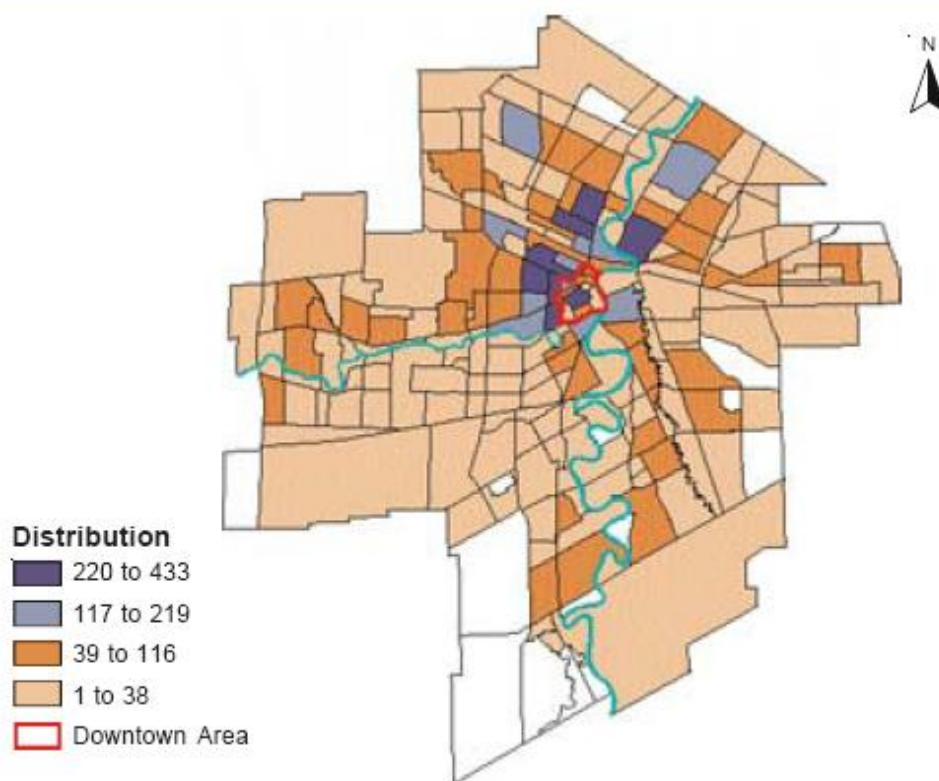 N
Distribution
220 to 433
117 to 219
39 to 116
1 to 38
Downtown Area